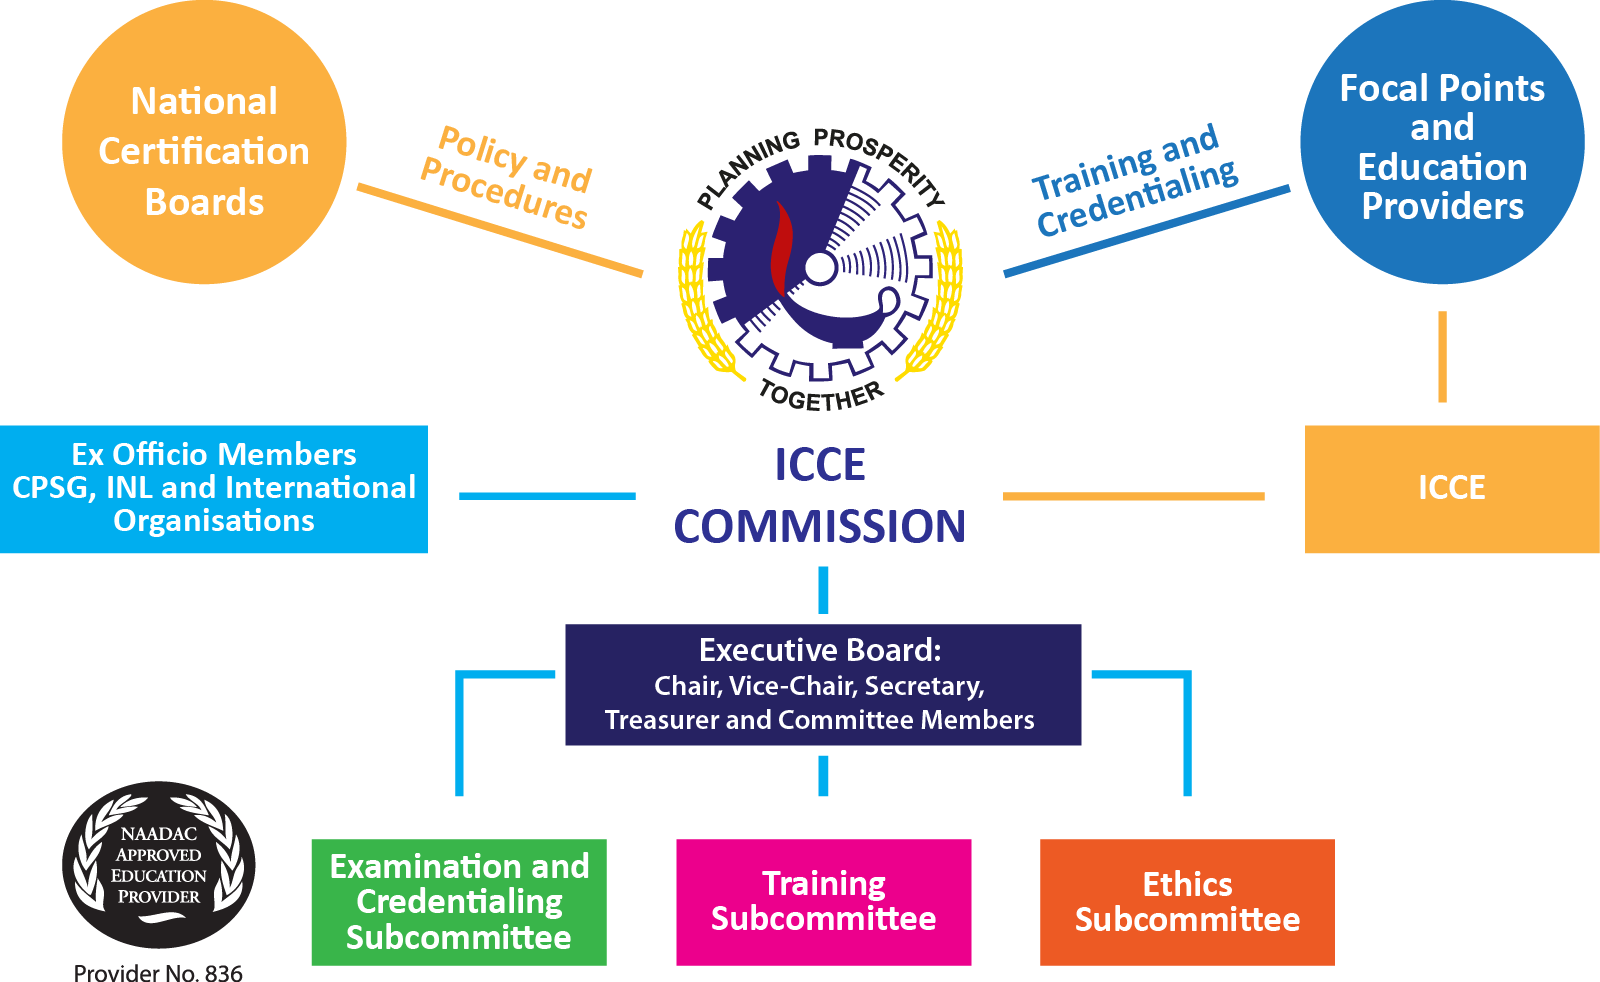 National
Certification
Boards
Policy and
Procedures
PLANNING PROSPERITY
TOGETHER
Training and
Credentialing
Focal Points
and
Education
Providers
Ex Officio Members
CPSG, INL and International
Organisations
ICCE
COMMISSION
ICCE
Executive Board:
Chair, Vice-Chair, Secretary,
Treasurer and Committee Members
NAADAC
APPROVED
EDUCATION
PROVIDER
Provider No. 836
Examination and
Credentialing
Subcommittee
Training
Subcommittee
Ethics
Subcommittee